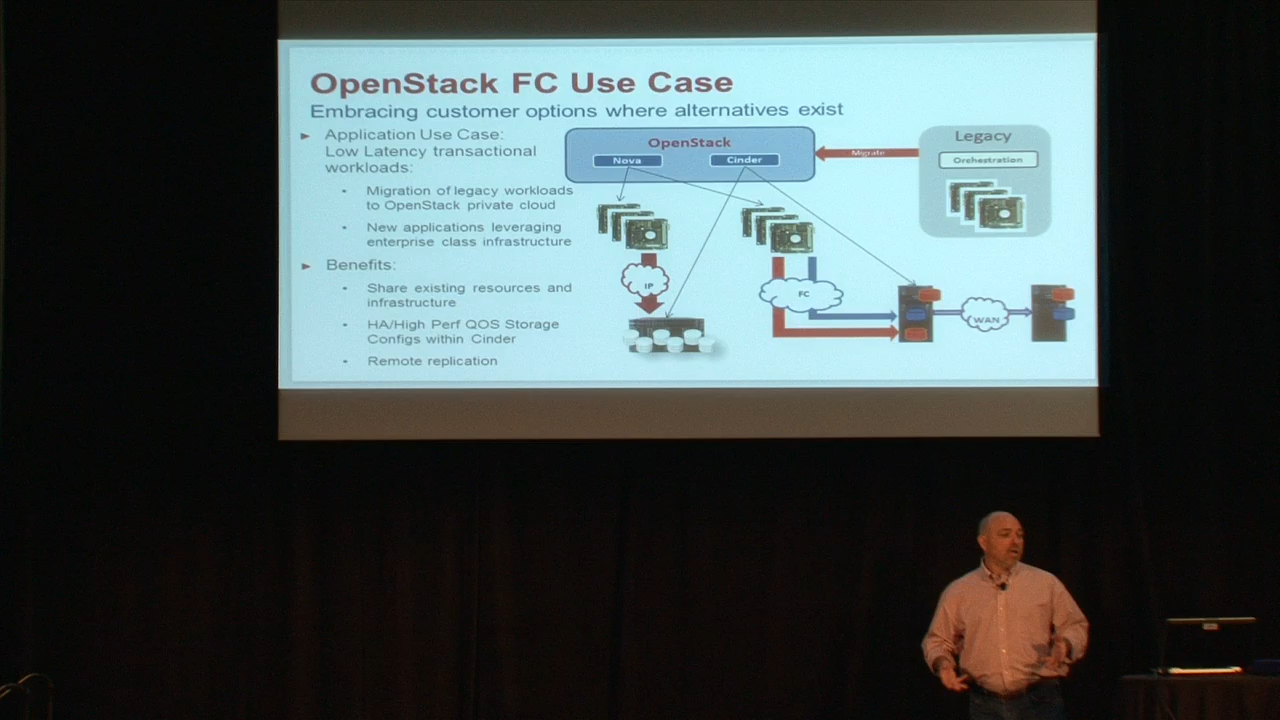 OpenStack FC Use Case
Embracing customer options where alternatives exist
Application Use Case:
Low Latency transactional
workloads:
Migration of legacy workloads
to OpenStack private cloud
New applications leveraging
enterprise class infrastructure
Benefits:
Share existing resources and
infrastructure
HA/High Perf QOS Storage
Configs within Cinder
Remote replication
OpenStack
Nova
Cinder
Migrate
Legacy
Orchestration
IP
FC
WAN